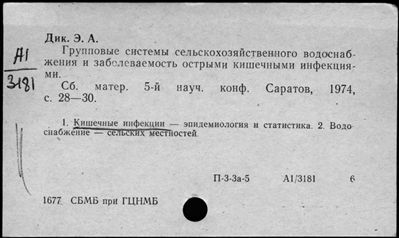 Дик. Э. А.
А1
3181
Групповые системы сельскохозяйственного водоснаб-
жения и заболеваемость острыми кишечными инфекция-
ми.
Сб. матер. 5-й науч. конф. Саратов, 1974,
с. 28—30.
1. Кишечные инфекции — эпидемиология и статистика. 2. Водо
снабжение — сельских местностей
П-3-3а-5 А1/3181 6
1677 СБМБ при ГЦНМБ